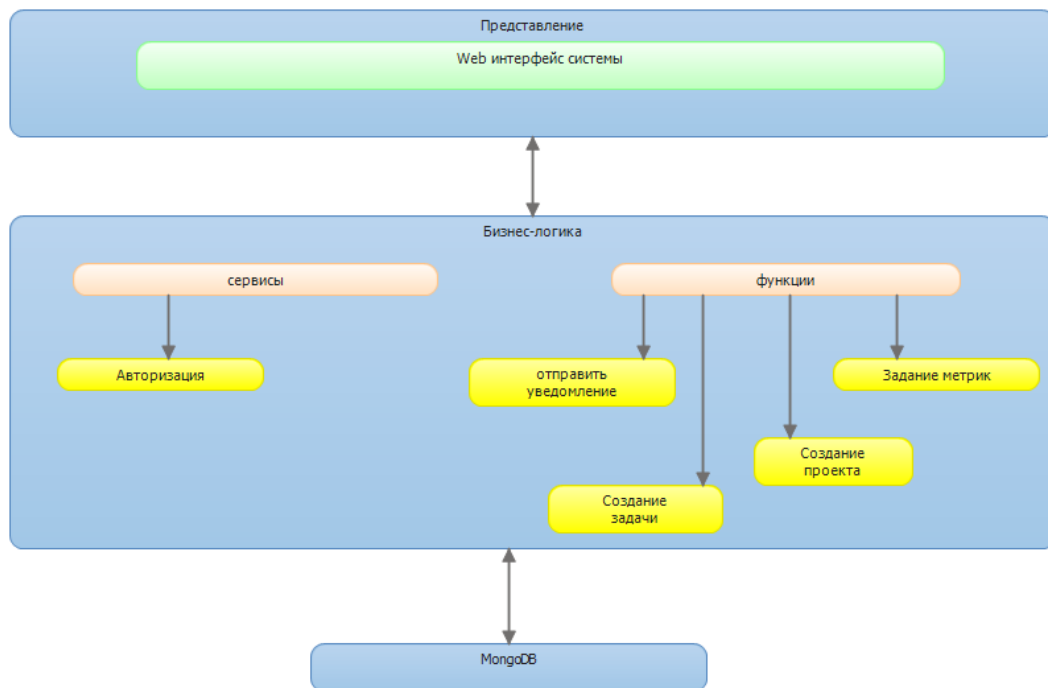 Представление
Web интерфейс системы
Бизнес-логика
сервисы
функции
Авторизация
отправить
уведомление
Задание метрик
Создание
проекта
Создание
задачи
MongoDB